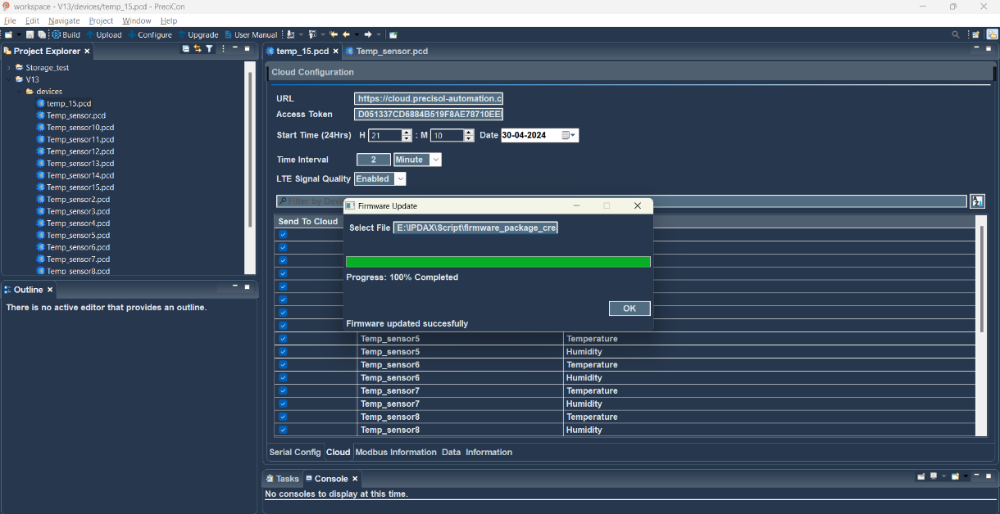 workspace - V13/devices/temp_15.pcd - PreciCon
File Edit Navigate Project Window Help
Build Upload Configure Upgrade User Manual
Project Explorer
Storage_test
V13
devices
temp_15.pcd
Temp_sensor.pcd
Temp_sensor10.pcd
Temp_sensor11.pcd
Temp_sensor12.pcd
Temp_sensor13.pcd
Temp_sensor14.pcd
Temp_sensor15.pcd
Temp_sensor2.pcd
Temp_sensor3.pcd
Temp_sensor4.pcd
Temp_sensor5.pcd
Temp_sensor6.pcd
Temp_sensor7.pcd
Temp_sensor8.pcd
Outline
There is no active editor that provides an outline.
temp_15.pcd Temp_sensor.pcd
Cloud Configuration
URL https://cloud.precisol-automation.c
Access Token D051337CD6884B519F8AE78710EE
Start Time (24Hrs) H 21 : M 10 Date 30-04-2024
Time Interval 2 Minute
LTE Signal Quality Enabled
Filter by Devi
Send To Cloud
Firmware Update
Select File E:\IPDAX\Script\firmware_package_cre
Progress: 100% Completed
OK
Firmware updated succesfully
Temp_sensor5 Temperature
Temp_sensor5 Humidity
Temp_sensor6 Temperature
Temp_sensor6 Humidity
Temp_sensor7 Temperature
Temp_sensor7 Humidity
Temp_sensor8 Temperature
Temp_sensor8 Humidity
Serial Config Cloud Modbus Information Data Information
Tasks Console
No consoles to display at this time.